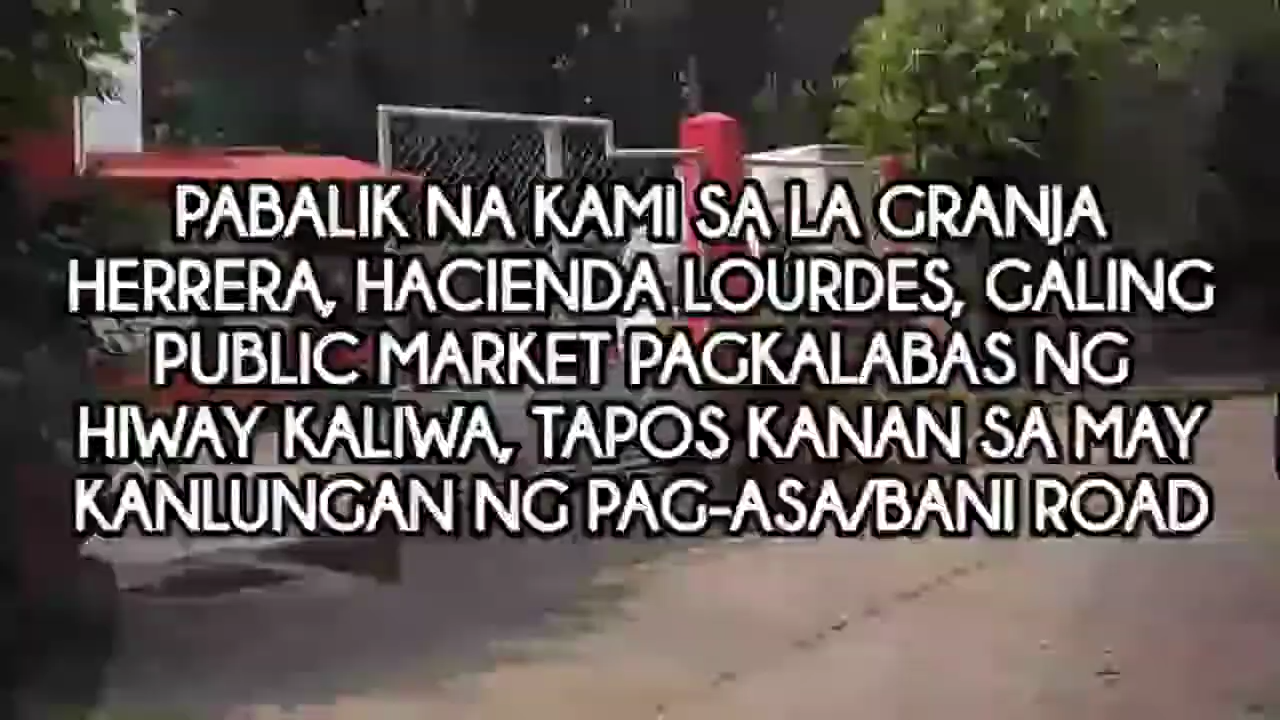 PABALIK NA KAMI SA LA GRANJA
HERRERA, HACIENDA LOURDES, GALING
PUBLIC MARKET PAGKALABAS NG
HIWAY KALIWA, TAPOS KANAN SA MAY
KANLUNGAN NG PAG-ASA/BANI ROAD